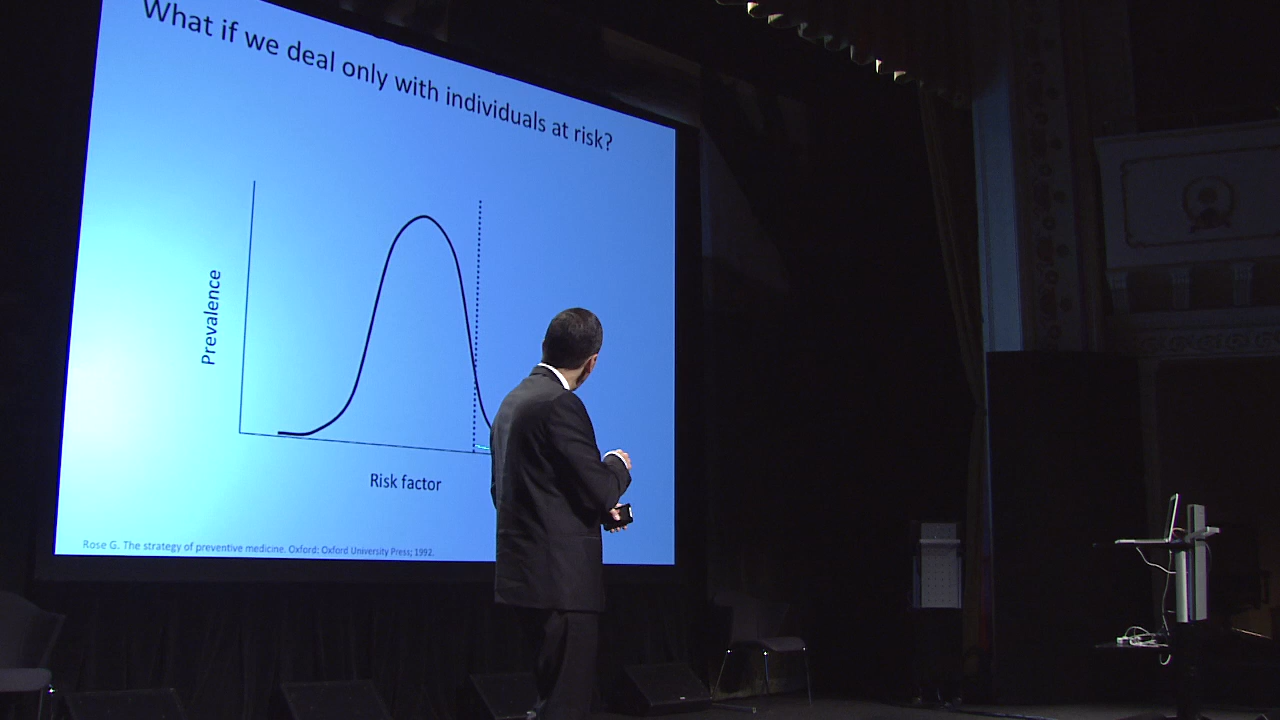 What if we deal only with individuals at risk?
Prevalence
Risk factor
Rose G. The strategy of preventive medicine. Oxford: Oxford University Press; 1992.